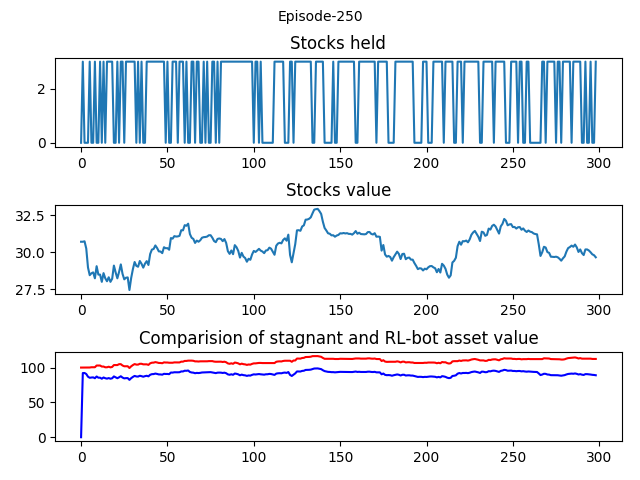 Episode-250
Stocks held
2
0
0 50 100 150 200 250 300
Stocks value
32.5
30.0
27.5
0 50 100 150 200 250 300
Comparision of stagnant and RL-bot asset value
100
50
0
0 50 100 150 200 250 300